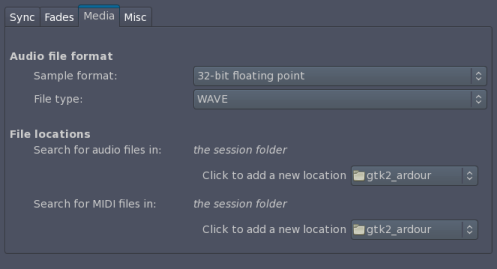 Sync Fades Media Misc
Audio file format
Sample format: 32-bit floating point
File type: WAVE
File locations
Search for audio files in: the session folder
Click to add a new location gtk2_ardour
Search for MIDI files in: the session folder
Click to add a new location gtk2_ardour